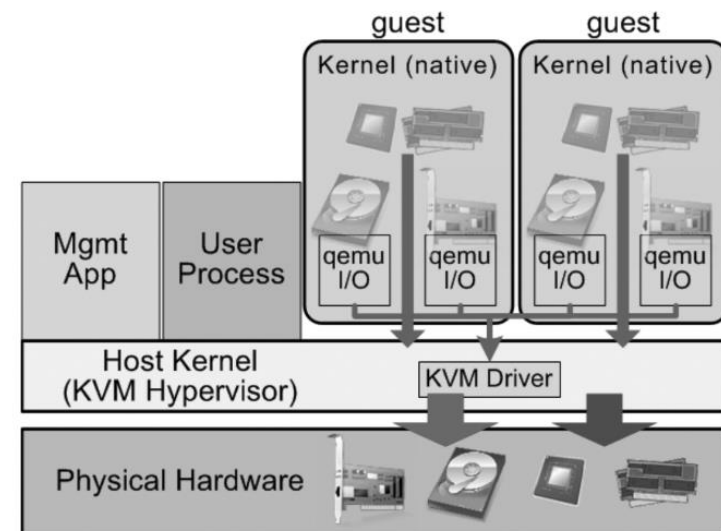 guest
guest
Kernel (native)
Kernel (native)
Mgmt
App
User
Process
qemu
I/O
qemu
I/O
qemu
I/O
qemu
I/O
Host Kernel
(KVM Hypervisor)
KVM Driver
Physical Hardware